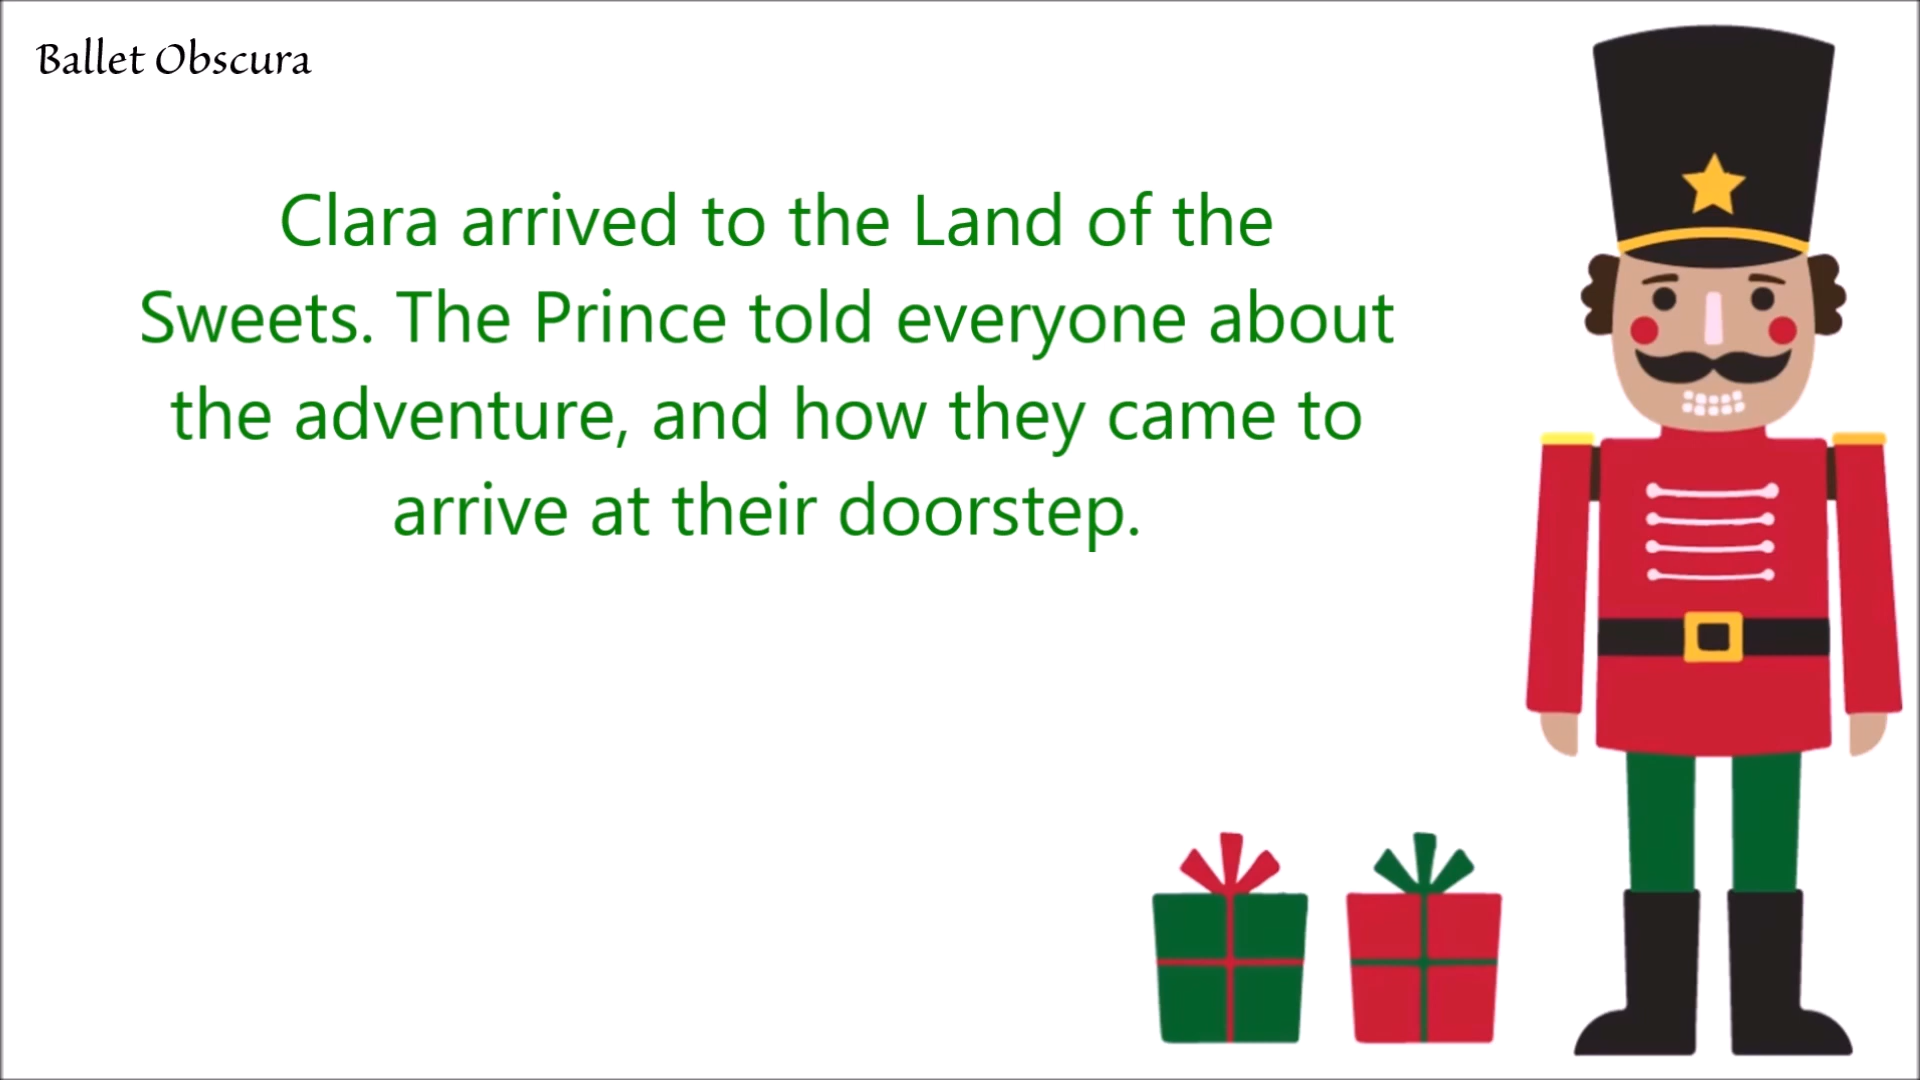 Ballet Obscura
Clara arrived to the Land of the
Sweets. The Prince told everyone about
the adventure, and how they came to
arrive at their doorstep.